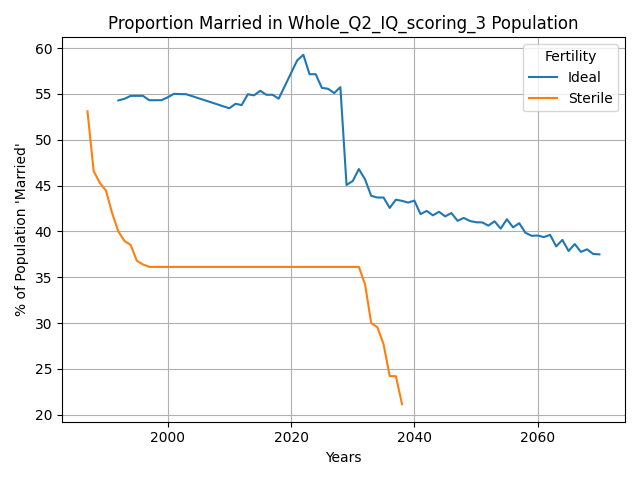 Proportion Married in Whole_Q2_IQ_scoring_3 Population
% of Population 'Married'
60
55
50
45
40
35
30
25
20
Fertility
Ideal
Sterile
2000
2020
2040
2060
Years